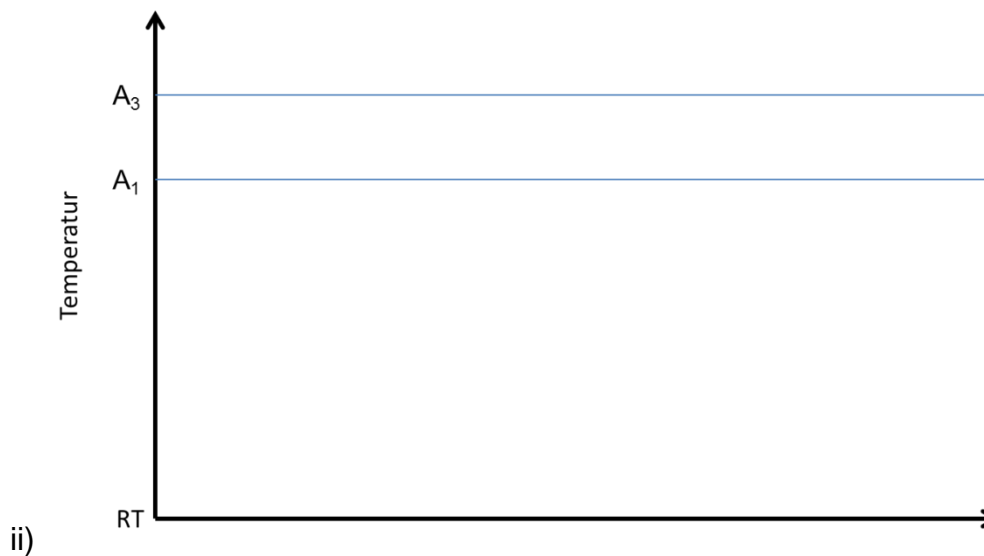 A₃
A₁
Temperatur
RT
ii)